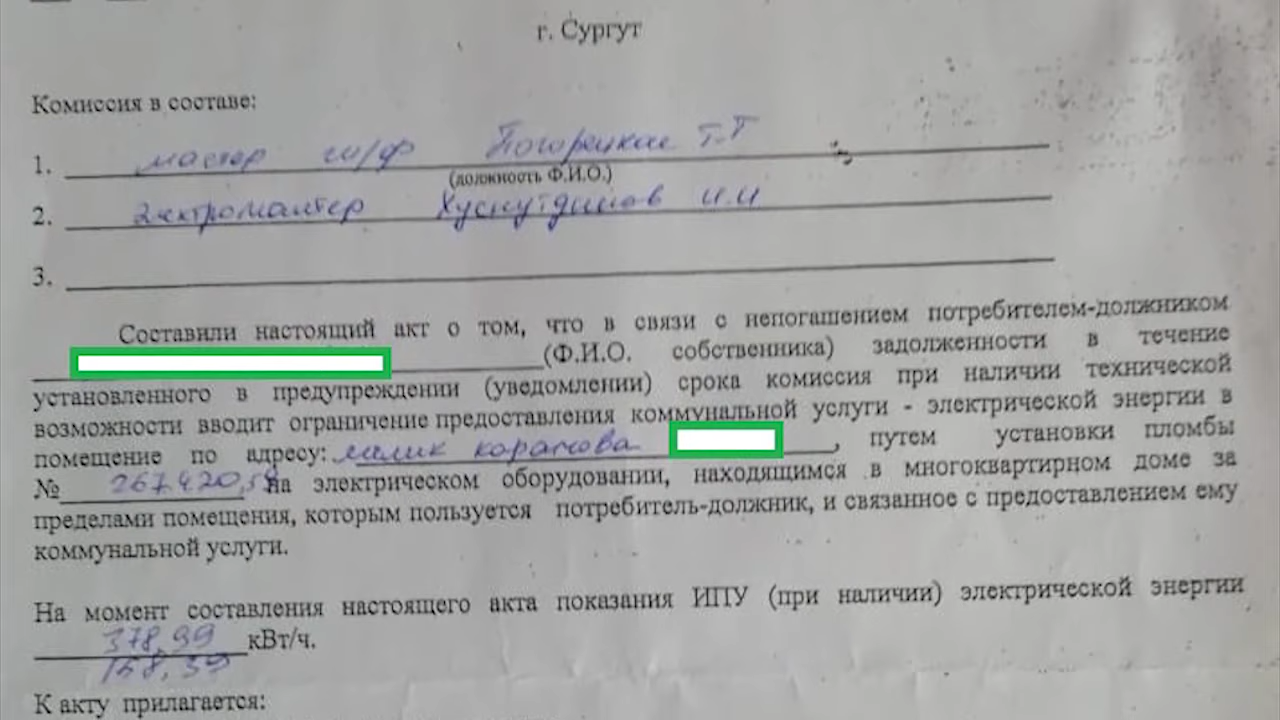 г. Сургут
Комиссия в составе:
1. мастер ж/ф Т.Т
(должность Ф.И.О.)
2. электромантер Хуснутдинов И.И
3.
Составили настоящий акт о том, что в связи с непогашением потребителем-должником
(Ф.И.О. собственника) задолженности в течение
установленного в предупреждении (уведомлении) срока комиссия при наличии технической
возможности вводит ограничение предоставления коммунальной услуги - электрической энергии в
помещение по адресу: мелик карамова , путем установки пломбы
№ 267420,58 на электрическом оборудовании, находящимся в многоквартирном доме за
пределами помещения, которым пользуется потребитель-должник, и связанное с предоставлением ему
коммунальной услуги.
На момент составления настоящего акта показания ИПУ (при наличии) электрической энергии
378,99 кВт/ч.
158,39
К акту прилагается: